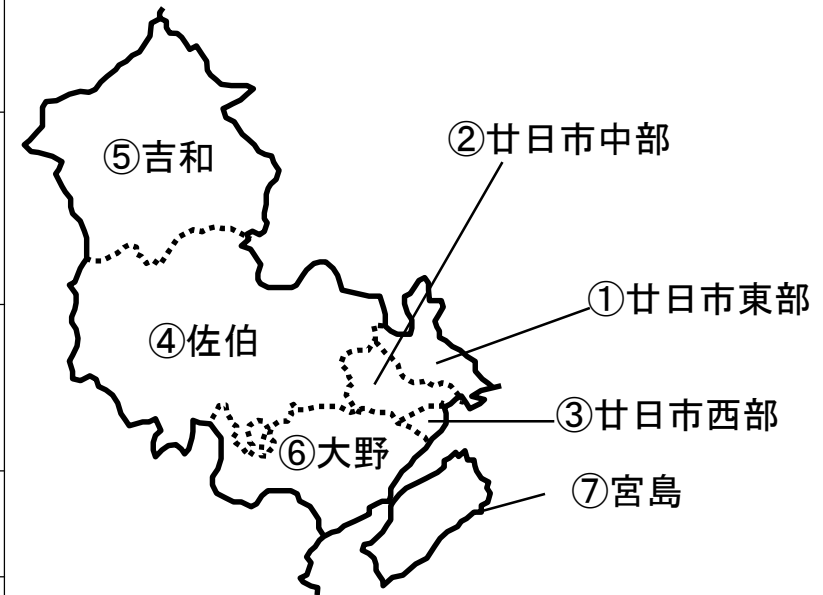 ②廿日市中部
⑤吉和
①廿日市東部
④佐伯
③廿日市西部
⑥大野
⑦宮島